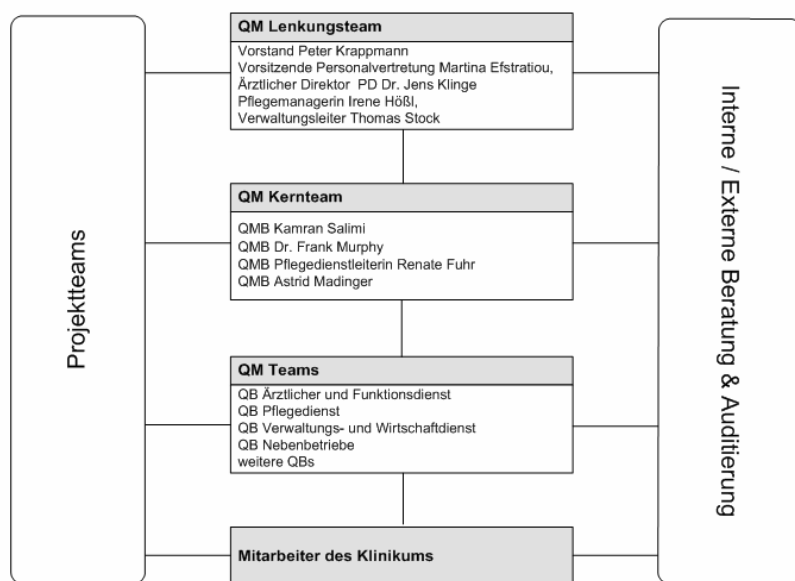 Projektteams
QM Lenkungsteam
Vorstand Peter Krappmann
Vorsitzende Personalvertretung Martina Efstratiou,
Ärztlicher Direktor PD Dr. Jens Klinge
Pflegemanagerin Irene Hößl,
Verwaltungsleiter Thomas Stock
QM Kernteam
QMB Kamran Salimi
QMB Dr. Frank Murphy
QMB Pflegedienstleiterin Renate Fuhr
QMB Astrid Madinger
QM Teams
QB Ärztlicher und Funktionsdienst
QB Pflegedienst
QB Verwaltungs- und Wirtschaftdienst
QB Nebenbetriebe
weitere QBs
Mitarbeiter des Klinikums
Interne / Externe Beratung & Auditierung